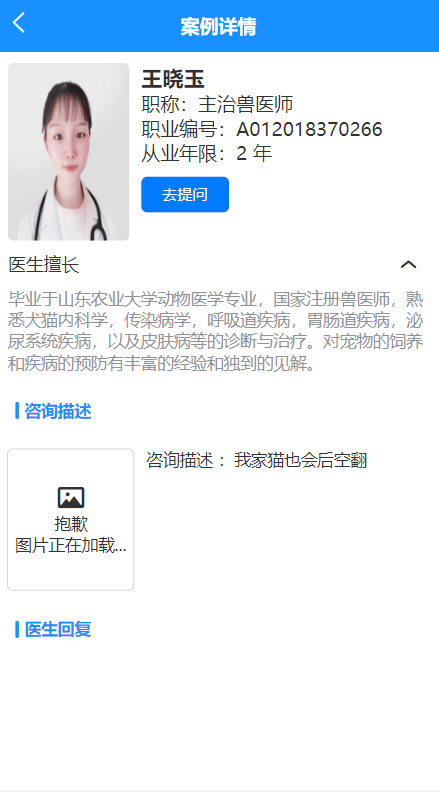 案例详情
王晓玉
职称：主治兽医师
职业编号：A012018370266
从业年限：2 年
去提问
医生擅长
毕业于山东农业大学动物医学专业，国家注册兽医师，熟
悉犬猫内科学，传染病学，呼吸道疾病，胃肠道疾病，泌
尿系统疾病，以及皮肤病等的诊断与治疗。对宠物的饲养
和疾病的预防有丰富的经验和独到的见解。
咨询描述
咨询描述 ：我家猫也会后空翻
抱歉
图片正在加载...
医生回复